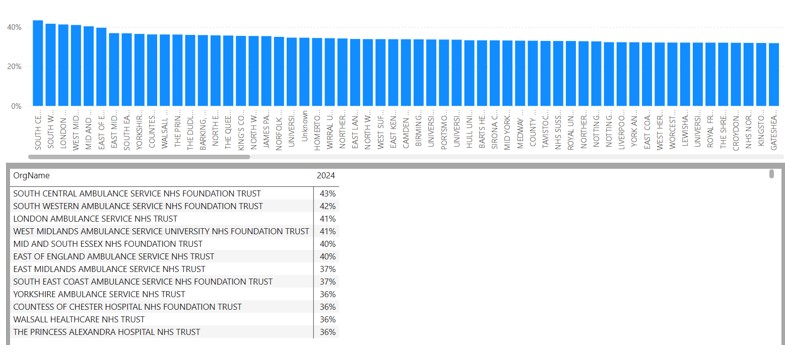 40%
20%
0%
SOUTH CE...
SOUTH W...
LONDON ...
WEST MID...
MID AND ...
EAST OF E...
EAST MID...
SOUTH EA...
YORKSHIR...
COUNTES...
WALSALL ...
THE PRIN...
THE DUDL...
BARKING,...
NORTH E...
THE QUEE...
KING'S CO...
NORTH W...
JAMES PA...
NORFOLK...
UNIVERSI...
Unknown
HOMERTO...
WIRRAL U...
NORTHER...
EAST LAN...
NORTH W...
WEST SUF...
EAST KEN...
CAMDEN ...
BIRMING...
UNIVERSI...
PORTSMO...
UNIVERSI...
HULL UNI...
BARTS HE...
SIRONA C...
MID YORK...
MEDWAY ...
COUNTY ...
TAVISTOC...
NHS SUSS...
ROYAL UN...
NORTHER...
NOTTING...
NOTTING...
LIVERPOO...
YORK AN...
EAST COA...
WEST HER...
WORCEST...
LEWISHA...
UNIVERSI...
ROYAL FR...
THE SHRE...
CROYDON...
NHS NOR...
KINGSTO...
GATESHEA...
OrgName 2024
SOUTH CENTRAL AMBULANCE SERVICE NHS FOUNDATION TRUST 43%
SOUTH WESTERN AMBULANCE SERVICE NHS FOUNDATION TRUST 42%
LONDON AMBULANCE SERVICE NHS TRUST 41%
WEST MIDLANDS AMBULANCE SERVICE UNIVERSITY NHS FOUNDATION TRUST 41%
MID AND SOUTH ESSEX NHS FOUNDATION TRUST 40%
EAST OF ENGLAND AMBULANCE SERVICE NHS TRUST 40%
EAST MIDLANDS AMBULANCE SERVICE NHS TRUST 37%
SOUTH EAST COAST AMBULANCE SERVICE NHS FOUNDATION TRUST 37%
YORKSHIRE AMBULANCE SERVICE NHS TRUST 36%
COUNTESS OF CHESTER HOSPITAL NHS FOUNDATION TRUST 36%
WALSALL HEALTHCARE NHS TRUST 36%
THE PRINCESS ALEXANDRA HOSPITAL NHS TRUST 36%